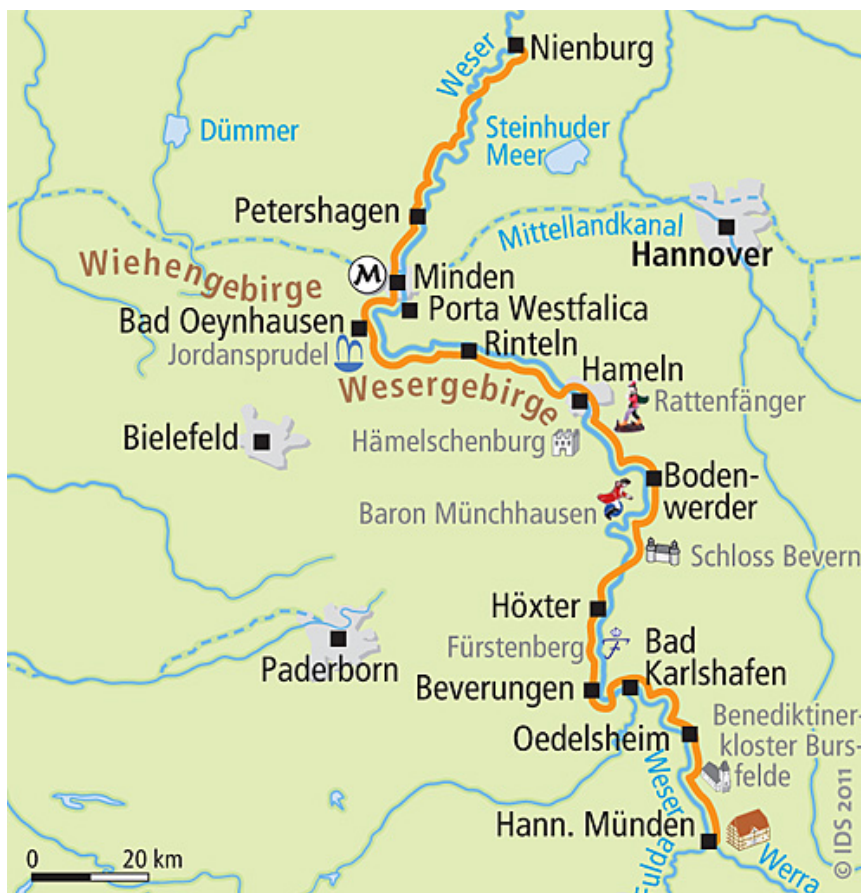 Nienburg
Weser
Dümmer
Steinhuder
Meer
Petershagen
Mittellandkanal
Hannover
Wiehengebirge
M
Minden
Porta Westfalica
Bad Oeynhausen
Jordansprudel
Rinteln
Wesergebirge
Hameln
Rattenfänger
Bielefeld
Hämelschenburg
Boden-
werder
Baron Münchhausen
Schloss Bevern
Höxter
Fürstenberg
F
Bad
Karlshafen
Paderborn
Beverungen
Benediktiner-
kloster Burs-
felde
Oedelsheim
Weser
Hann. Münden
Fulda
Werra
0 20 km
© IDS 2011